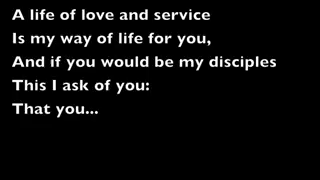 A life of love and service
Is my way of life for you,
And if you would be my disciples
This I ask of you:
That you...